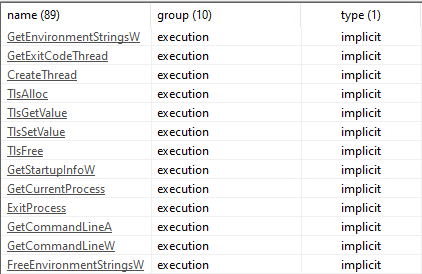 name (89) group (10) type (1)
GetEnvironmentStringsW execution implicit
GetExitCodeThread execution implicit
CreateThread execution implicit
TlsAlloc execution implicit
TlsGetValue execution implicit
TlsSetValue execution implicit
TlsFree execution implicit
GetStartupInfoW execution implicit
GetCurrentProcess execution implicit
ExitProcess execution implicit
GetCommandLineA execution implicit
GetCommandLineW execution implicit
FreeEnvironmentStringsW execution implicit